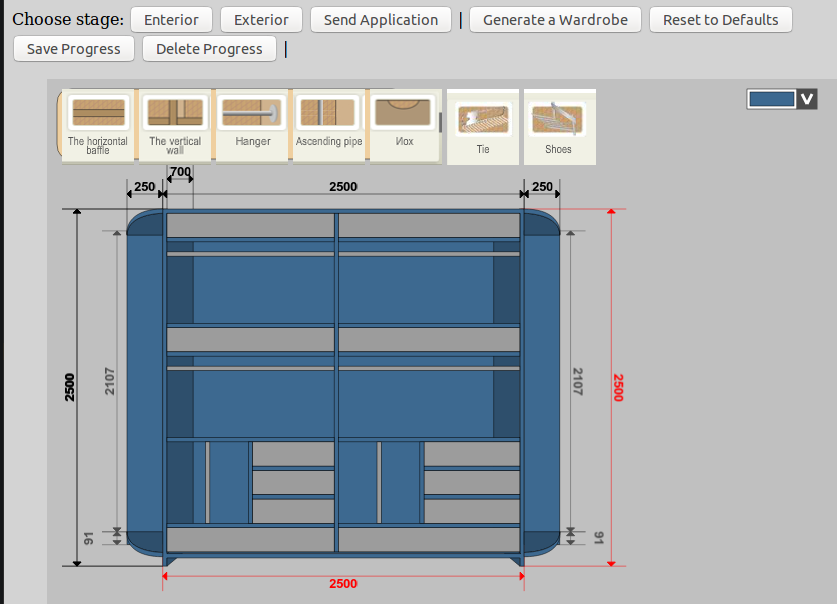 Choose stage: Enterior Exterior Send Application | Generate a Wardrobe Reset to Defaults
Save Progress Delete Progress |
The horizontal baffle
The vertical wall
Hanger
Ascending pipe
Иox
Tie
Shoes
V
700
250
2500
250
2500
2107
2107
2500
91
91
2500